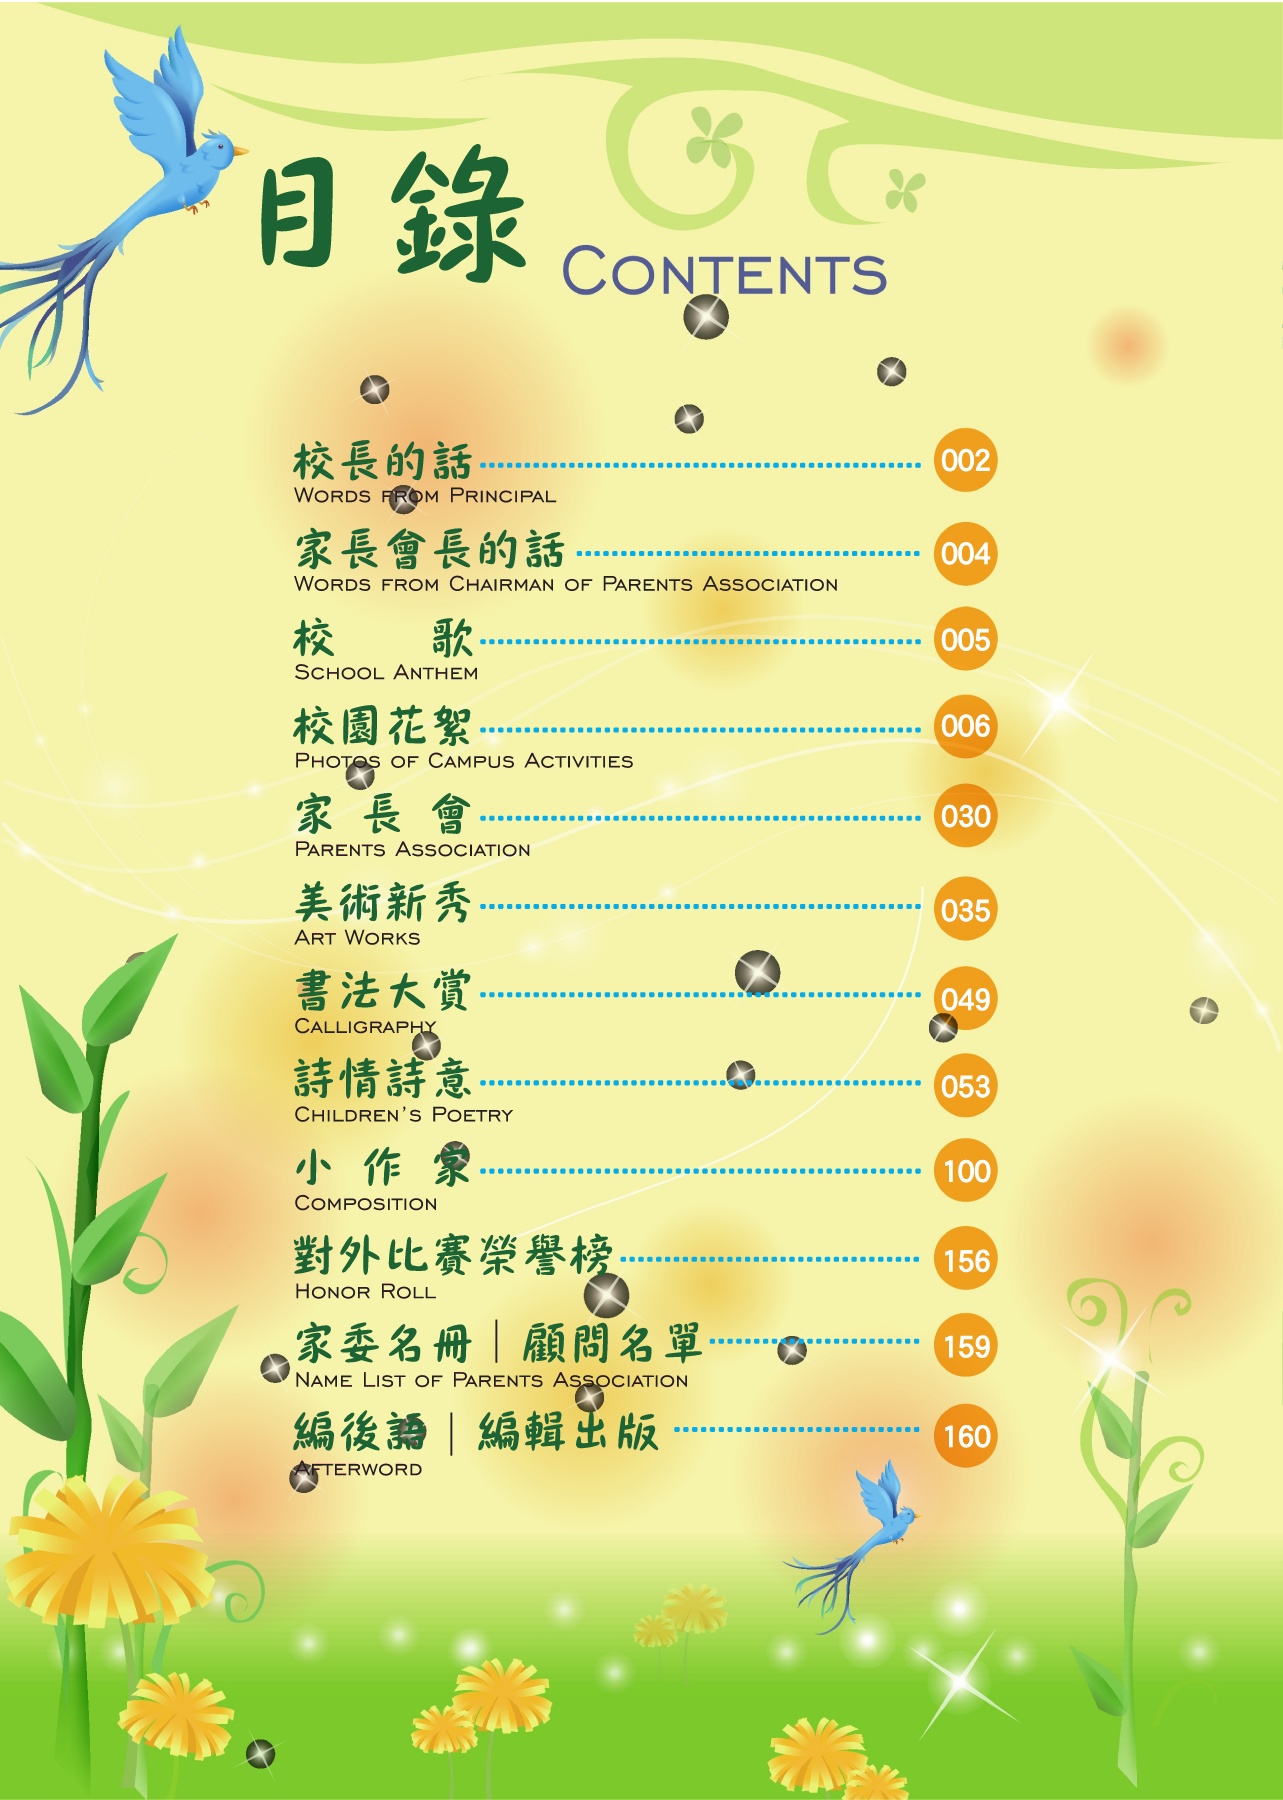 目錄
CONTENTS
校長的話 002
WORDS FROM PRINCIPAL
家長會長的話 004
WORDS FROM CHAIRMAN OF PARENTS ASSOCIATION
校 歌 005
SCHOOL ANTHEM
校園花絮 006
PHOTOS OF CAMPUS ACTIVITIES
家長會 030
PARENTS ASSOCIATION
美術新秀 035
ART WORKS
書法大賞 049
CALLIGRAPHY
詩情詩意 053
CHILDREN'S POETRY
小作家 100
COMPOSITION
對外比賽榮譽榜 156
HONOR ROLL
家委名冊｜顧問名單 159
NAME LIST OF PARENTS ASSOCIATION
編後語｜編輯出版 160
AFTERWORD